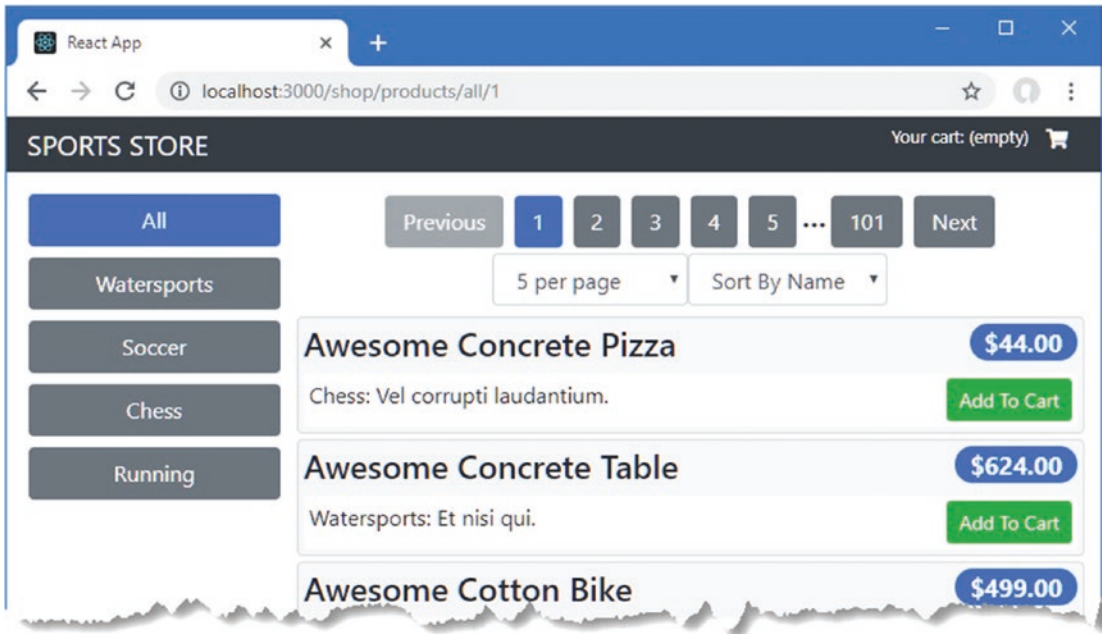 React App
localhost:3000/shop/products/all/1
SPORTS STORE
Your cart: (empty)
All
Watersports
Soccer
Chess
Running
Previous 1 2 3 4 5 ... 101 Next
5 per page Sort By Name
Awesome Concrete Pizza $44.00
Chess: Vel corrupti laudantium. Add To Cart
Awesome Concrete Table $624.00
Watersports: Et nisi qui. Add To Cart
Awesome Cotton Bike $499.00